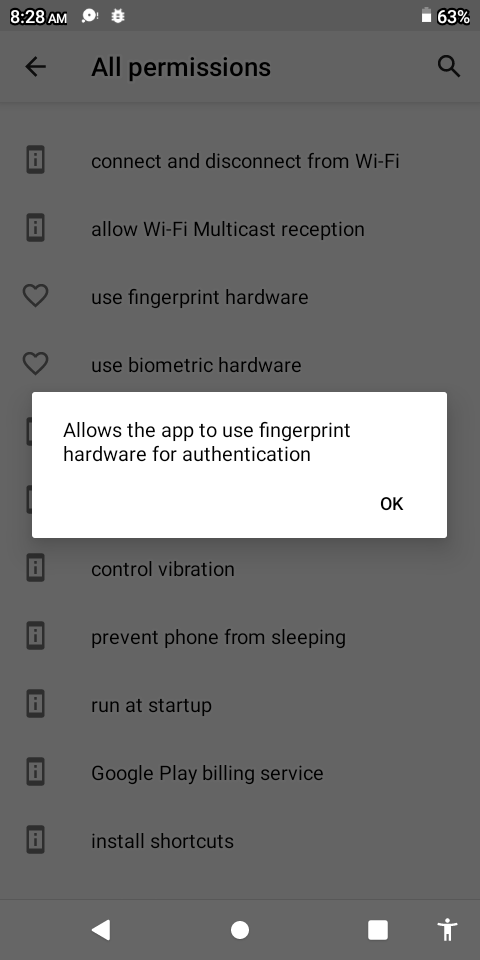 8:28 AM
63%
All permissions
connect and disconnect from Wi-Fi
allow Wi-Fi Multicast reception
use fingerprint hardware
use biometric hardware
Allows the app to use fingerprint
hardware for authentication
OK
control vibration
prevent phone from sleeping
run at startup
Google Play billing service
install shortcuts